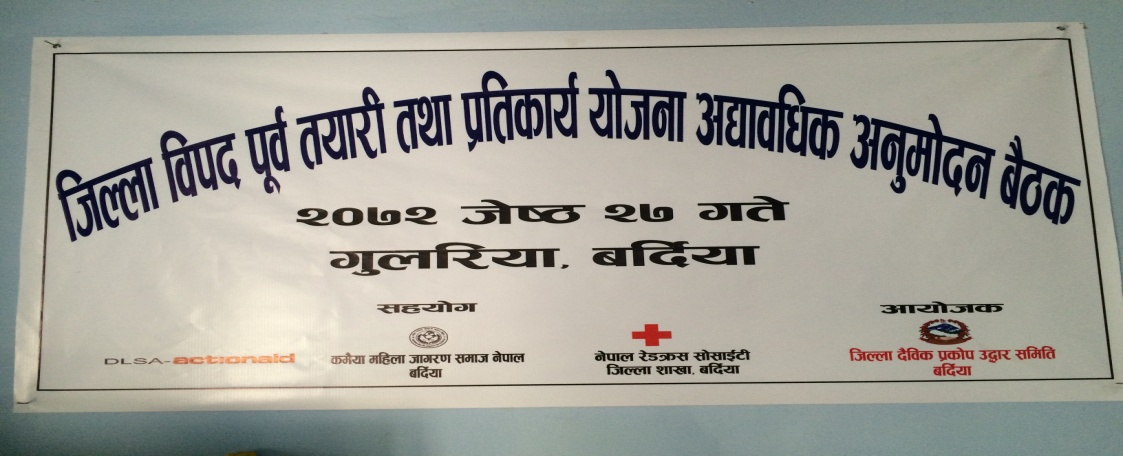 जिल्ला विपद पूर्व तयारी तथा प्रतिकार्य योजना अद्यावधिक अनुमोदन बैठक
२०७२ जेष्ठ २७ गते
गुलरिया, बर्दिया
सहयोग
आयोजक
DLSA-actionaid
कमैया महिला जागरण समाज नेपाल
बर्दिया
नेपाल रेडक्रस सोसाईटी
जिल्ला शाखा, बर्दिया
जिल्ला दैविक प्रकोप उद्धार समिति
बर्दिया